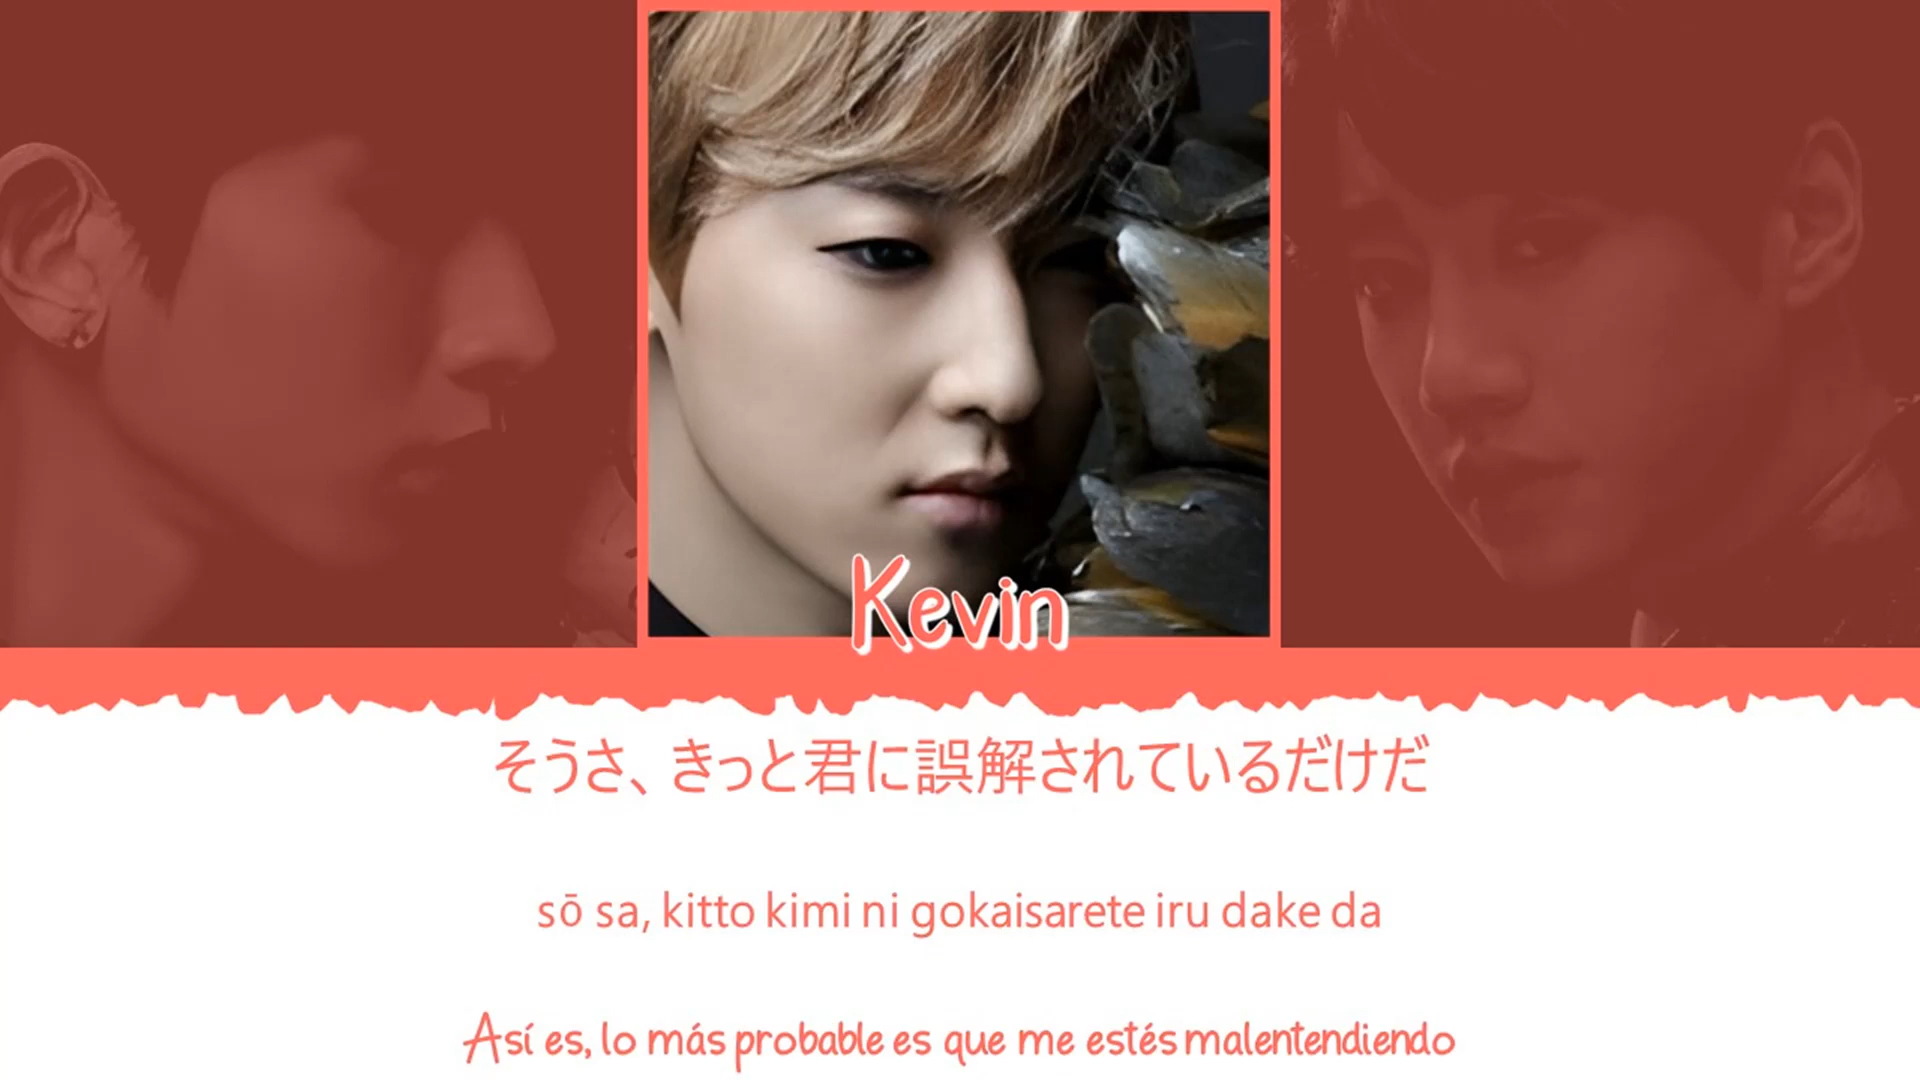 Kevin
そうさ、きっと君に誤解されているだけだ
sō sa, kitto kimi ni gokaisarete iru dake da
Así es, lo más probable es que me estés malentendiendo